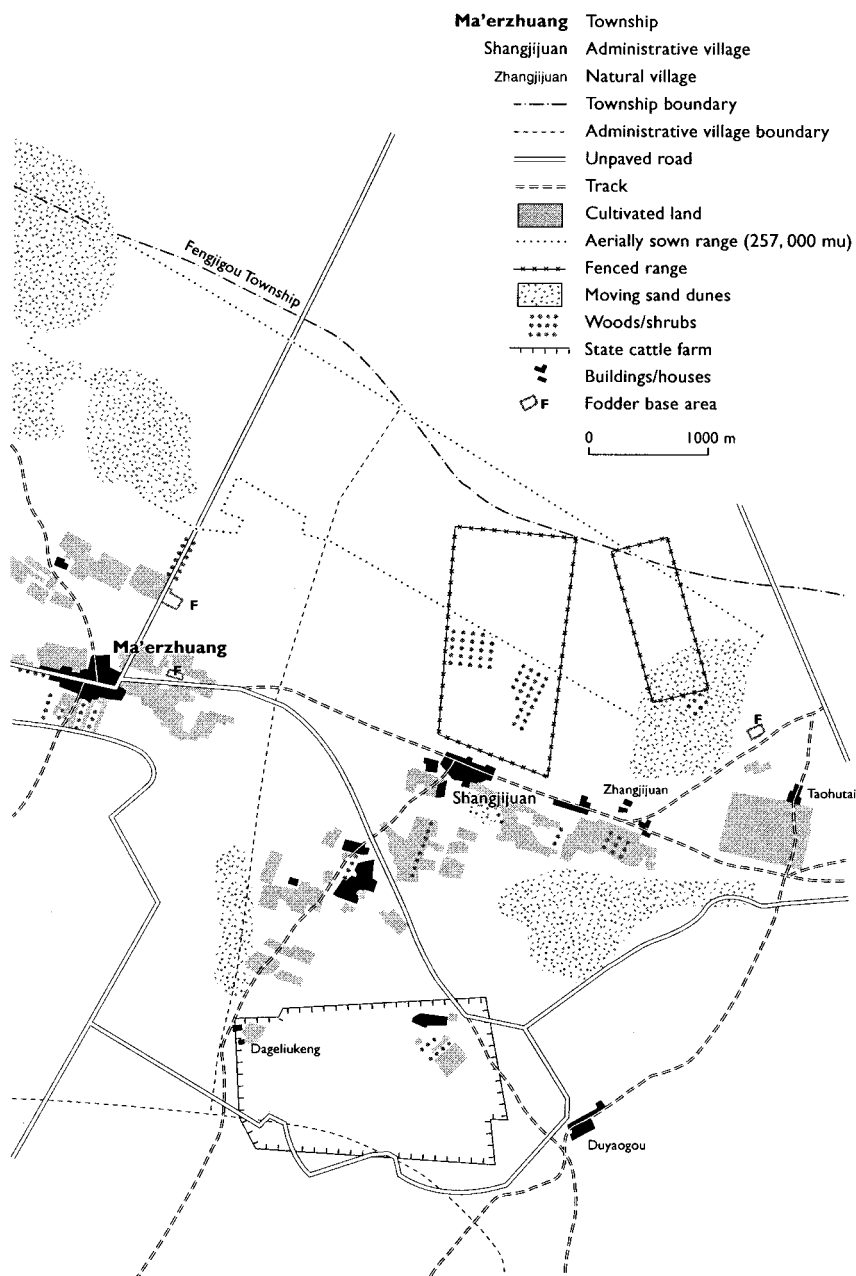 Ma'erzhuang Township
Shangjijuan Administrative village
Zhangjijuan Natural village
Township boundary
Administrative village boundary
Unpaved road
Track
Cultivated land
Aerially sown range (257, 000 mu)
Fenced range
Moving sand dunes
Woods/shrubs
State cattle farm
Buildings/houses
F Fodder base area
0 1000 m
Fengjigou Township
F
Ma'erzhuang
F
F
Shangjijuan
Zhangjijuan
Taohutai
Dageliukeng
Duyaogou